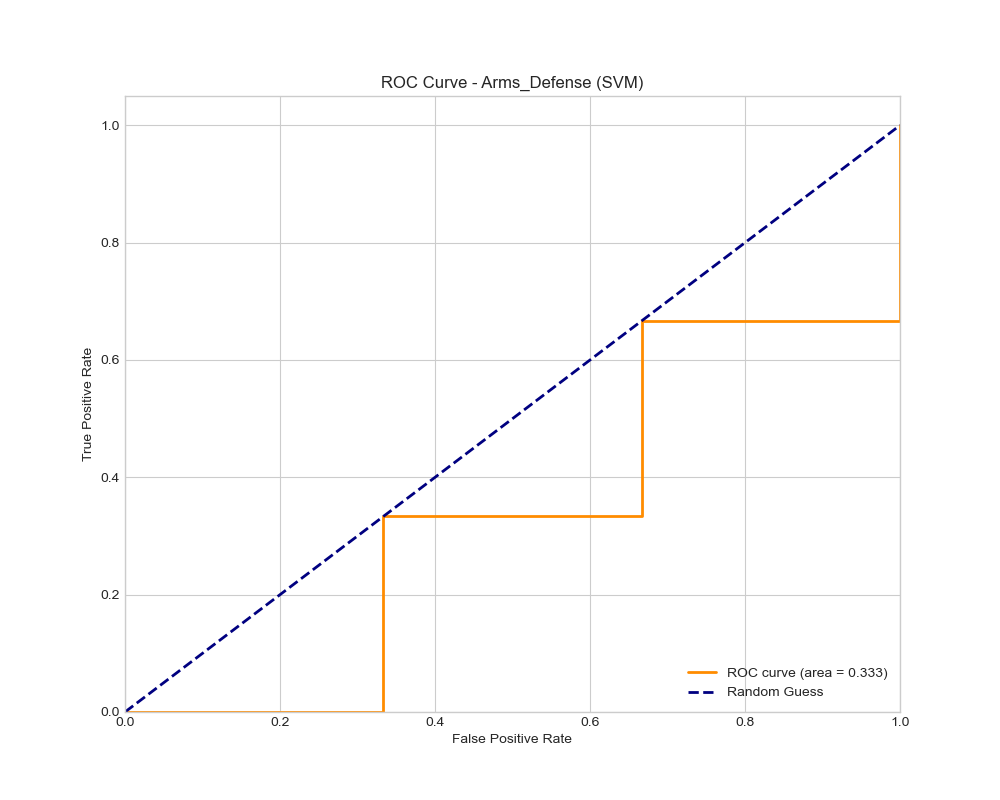 ROC Curve - Arms_Defense (SVM)
True Positive Rate
1.0
0.8
0.6
0.4
0.2
0.0
0.0 0.2 0.4 0.6 0.8 1.0
False Positive Rate
ROC curve (area = 0.333)
Random Guess